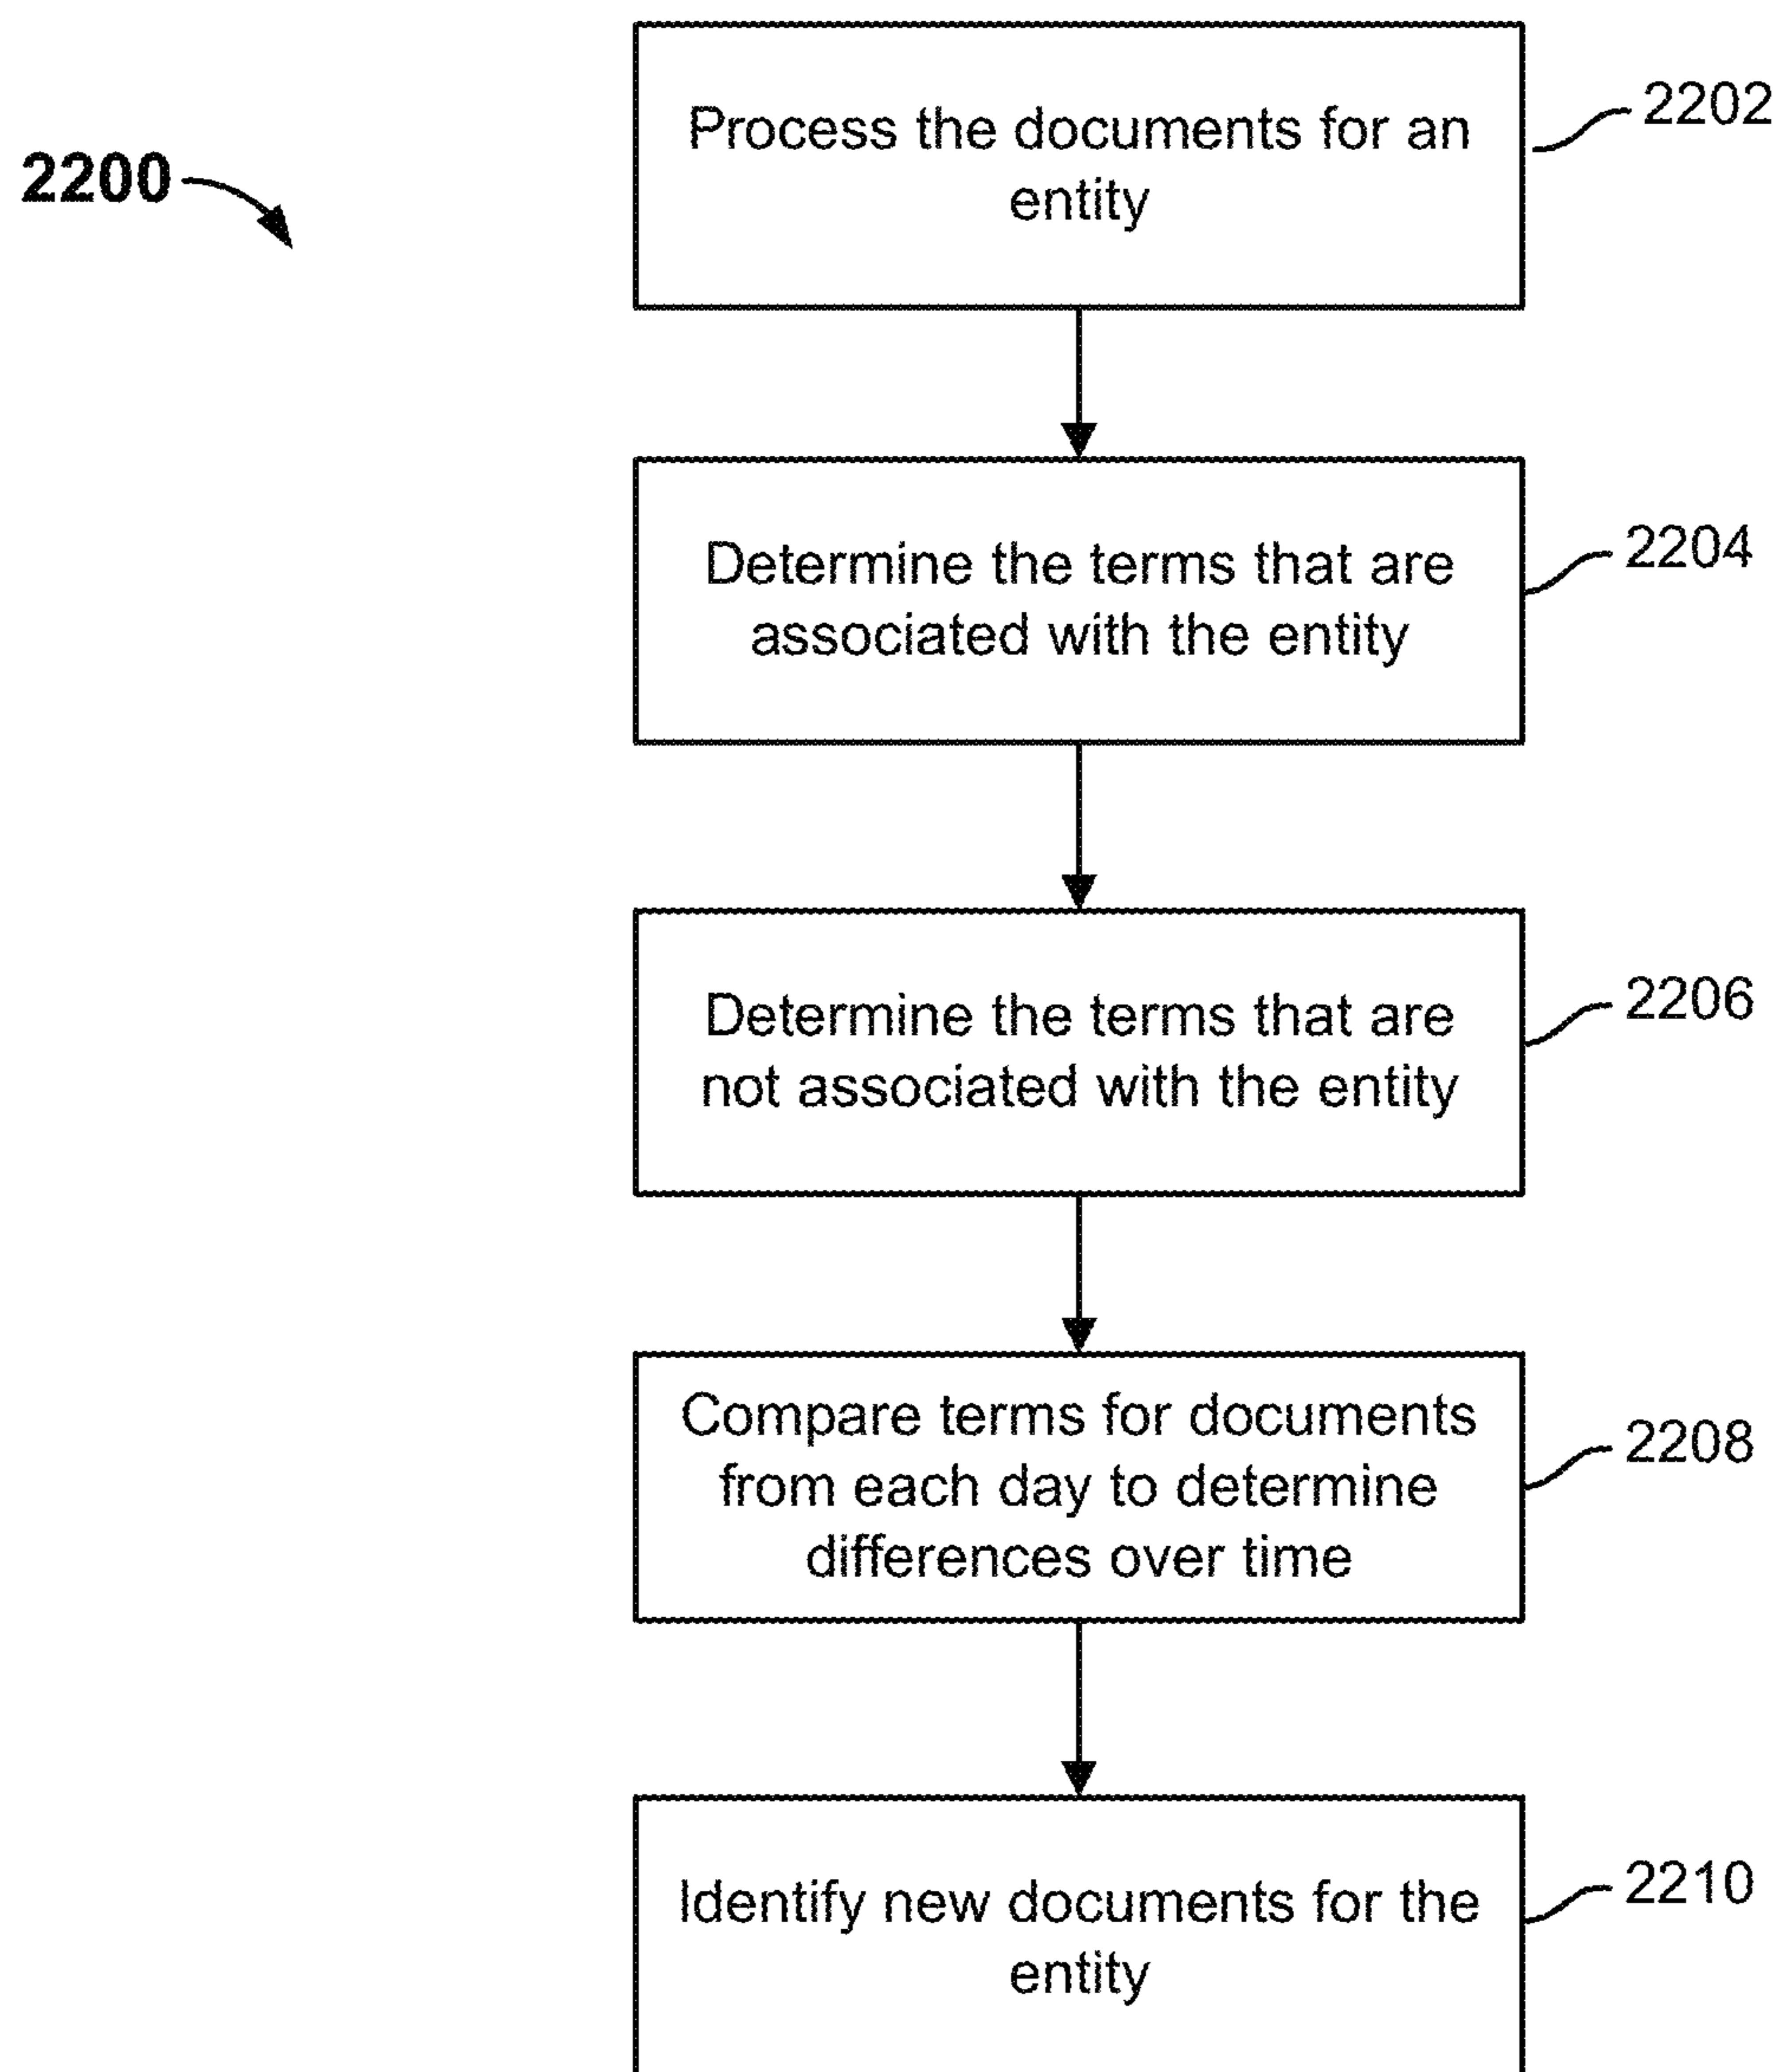 2200
Process the documents for an
entity
2202
Determine the terms that are
associated with the entity
2204
Determine the terms that are
not associated with the entity
2206
Compare terms for documents
from each day to determine
differences over time
2208
Identify new documents for the
entity
2210